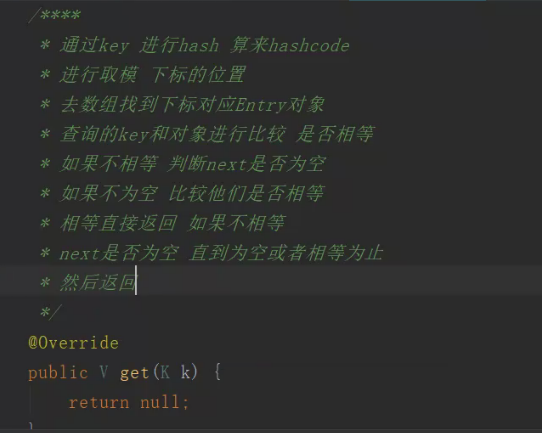 /****
* 通过key 进行hash 算来hashcode
* 进行取模 下标的位置
* 去数组找到下标对应Entry对象
* 查询的key和对象进行比较 是否相等
* 如果不相等 判断next是否为空
* 如果不为空 比较他们是否相等
* 相等直接返回 如果不相等
* next是否为空 直到为空或者相等为止
* 然后返回
*/
@Override
public V get(K k) {
return null;
}